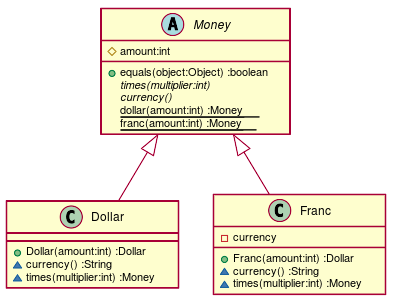 A Money
amount:int
equals(object:Object) :boolean
times(multiplier:int)
currency()
dollar(amount:int) :Money
franc(amount:int) :Money
C Dollar
Dollar(amount:int) :Dollar
currency() :String
times(multiplier:int) :Money
C Franc
currency
Franc(amount:int) :Dollar
currency() :String
times(multiplier:int) :Money